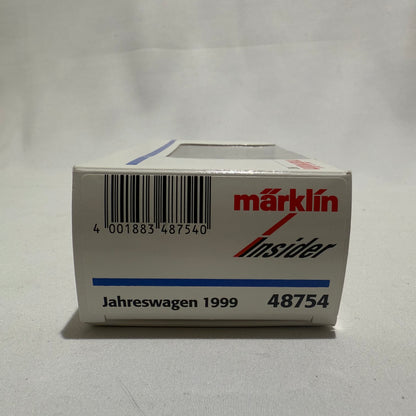 märklin
Insider
4 001883 487540
Jahreswagen 1999 48754